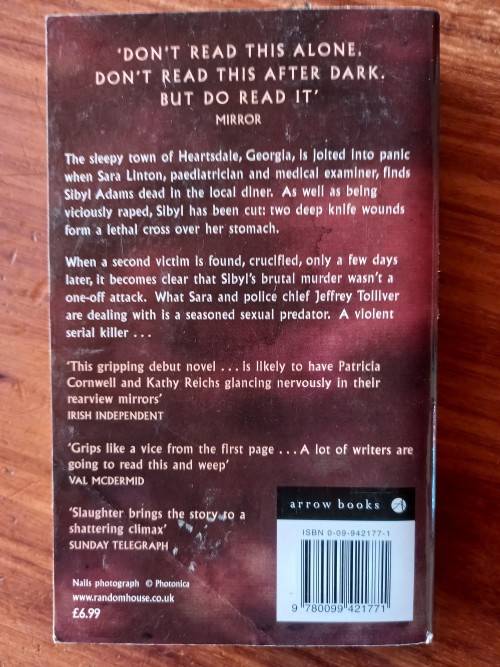 'DON'T READ THIS ALONE.
DON'T READ THIS AFTER DARK.
BUT DO READ IT'
MIRROR
The sleepy town of Heartsdale, Georgia, is jolted into panic
when Sara Linton, paediatrician and medical examiner, finds
Sibyl Adams dead in the local diner. As well as being
viciously raped, Sibyl has been cut: two deep knife wounds
form a lethal cross over her stomach.
When a second victim is found, crucified, only a few days
later, it becomes clear that Sibyl's brutal murder wasn't a
one-off attack. What Sara and police chief Jeffrey Tolliver
are dealing with is a seasoned sexual predator. A violent
serial killer ...
'This gripping debut novel ... is likely to have Patricia
Cornwell and Kathy Reichs glancing nervously in their
rearview mirrors'
IRISH INDEPENDENT
'Grips like a vice from the first page ... A lot of writers are
going to read this and weep'
VAL MCDERMID
'Slaughter brings the story to a
shattering climax'
SUNDAY TELEGRAPH
Nails photograph © Photonica
www.randomhouse.co.uk
£6.99
arrow books
ISBN 0-09-942177-1
9 780099 421771